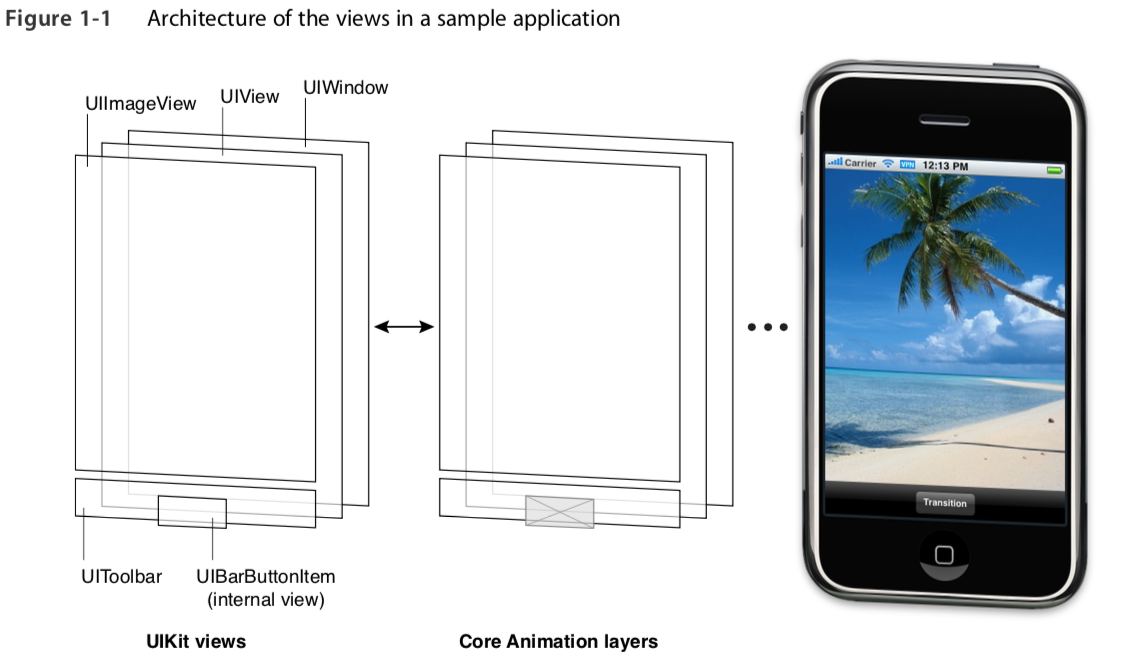 Figure 1-1 Architecture of the views in a sample application
UIImageView
UIView
UIWindow
Carrier VPN 12:13 PM
Transition
UIToolbar
UIBarButtonItem
(internal view)
UIKit views
Core Animation layers